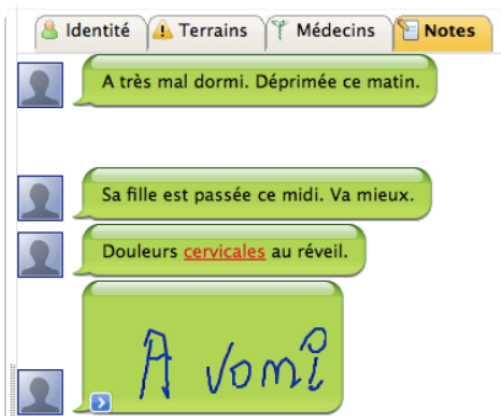 Identité Terrains Médecins Notes
A très mal dormi. Déprimée ce matin.
Sa fille est passée ce midi. Va mieux.
Douleurs cervicales au réveil.
A vomi